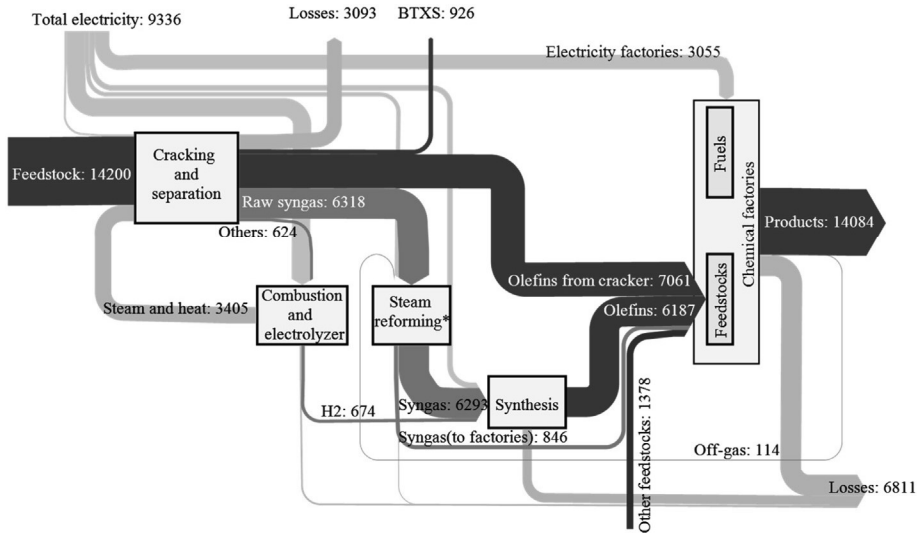 Total electricity: 9336
Losses: 3093
BTXS: 926
Electricity factories: 3055
Feedstock: 14200
Cracking
and
separation
Fuels
Chemical factories
Raw syngas: 6318
Products: 14084
Others: 624
Olefins from cracker: 7061
Feedstocks
Steam and heat: 3405
Combustion
and
electrolyzer
Steam
reforming*
Olefins: 6187
H2: 674
Syngas: 6293
Synthesis
Other feedstocks: 1378
Syngas(to factories): 846
Off-gas: 114
Losses: 6811